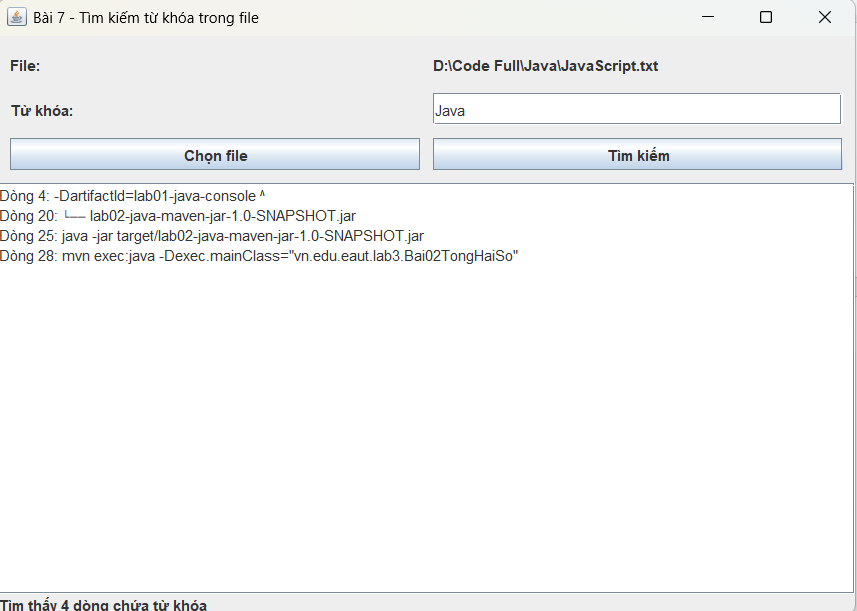 Bài 7 - Tìm kiếm từ khóa trong file
File: D:\Code Full\Java\JavaScript.txt
Từ khóa: Java
Chọn file Tìm kiếm
Dòng 4: -DartifactId=lab01-java-console ^
Dòng 20: └── lab02-java-maven-jar-1.0-SNAPSHOT.jar
Dòng 25: java -jar target/lab02-java-maven-jar-1.0-SNAPSHOT.jar
Dòng 28: mvn exec:java -Dexec.mainClass="vn.edu.eaut.lab3.Bai02TongHaiSo"
Tìm thấy 4 dòng chứa từ khóa